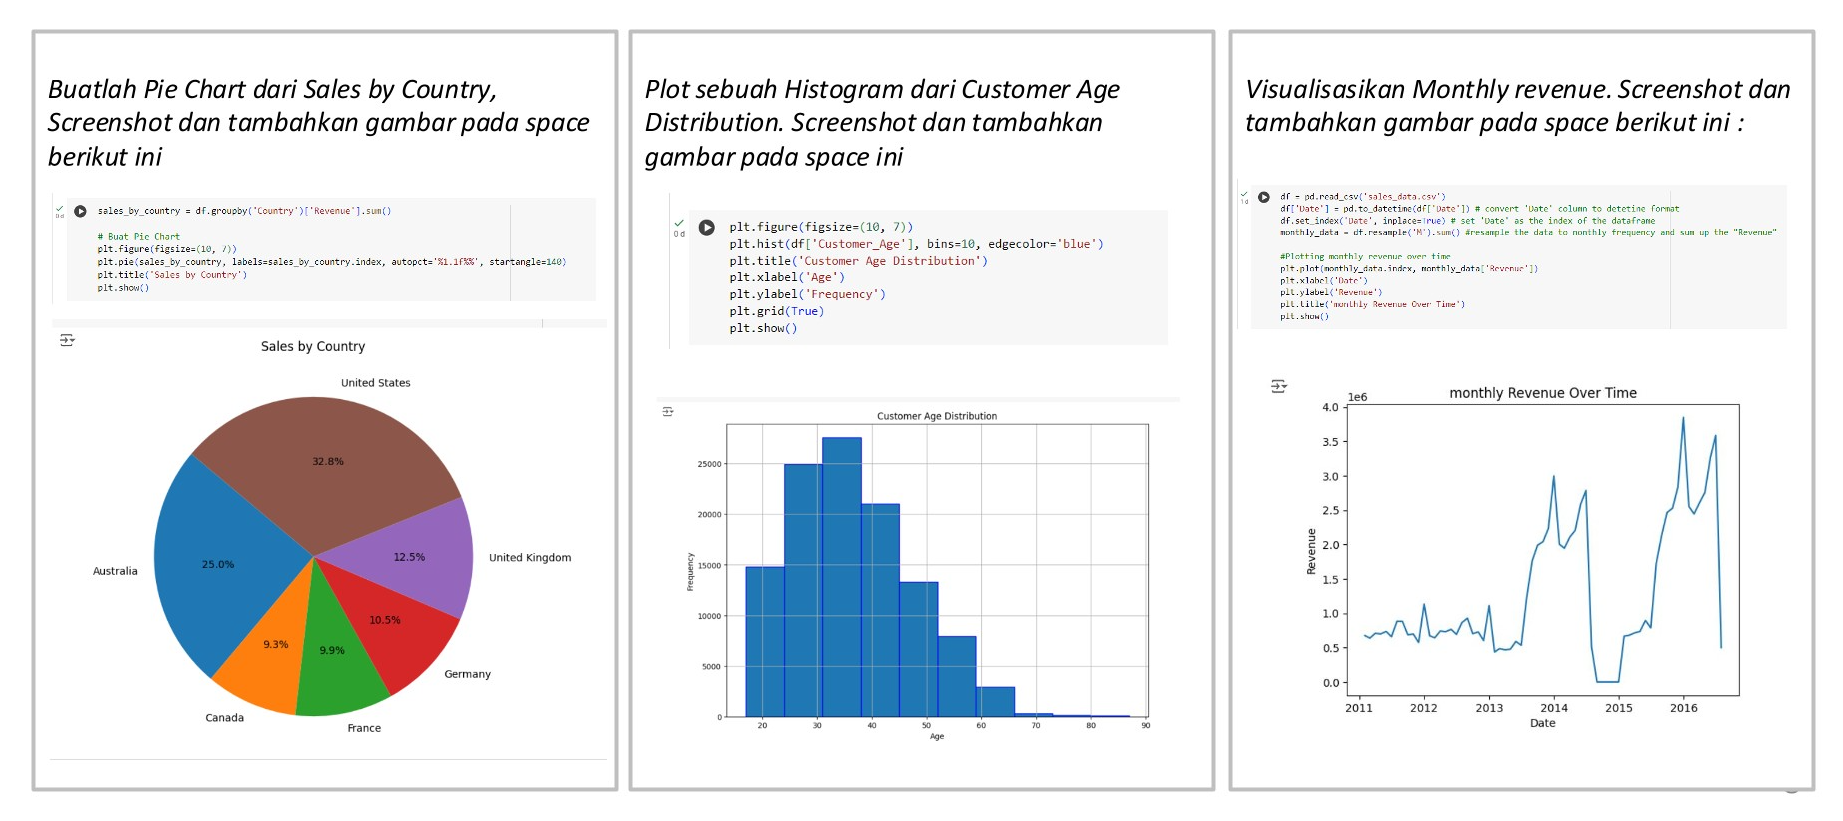 Buatlah Pie Chart dari Sales by Country,
Screenshot dan tambahkan gambar pada space
berikut ini
sales_by_country = df.groupby('Country')['Revenue'].sum()
# Buat Pie Chart
plt.figure(figsize=(10, 7))
plt.pie(sales_by_country, labels=sales_by_country.index, autopct='%1.1f%%', startangle=140)
plt.title('Sales by Country')
plt.show()
0 d
Sales by Country
United States
32.8%
Australia
25.0%
12.5%
United Kingdom
10.5%
9.3%
9.9%
Germany
Canada
France
Plot sebuah Histogram dari Customer Age
Distribution. Screenshot dan tambahkan
gambar pada space ini
0 d
plt.figure(figsize=(10, 7))
plt.hist(df['Customer_Age'], bins=10, edgecolor='blue')
plt.title('Customer Age Distribution')
plt.xlabel('Age')
plt.ylabel('Frequency')
plt.grid(True)
plt.show()
Customer Age Distribution
25000
20000
15000
10000
5000
0
Frequency
20 30 40 50 60 70 80 90
Age
Visualisasikan Monthly revenue. Screenshot dan
tambahkan gambar pada space berikut ini :
1 d
df = pd.read_csv('sales_data.csv')
df['Date'] = pd.to_datetime(df['Date']) # convert 'Date' column to detetine format
df.set_index('Date', inplace=True) # set 'Date' as the index of the dataframe
monthly_data = df.resample('M').sum() #resample the data to nonthly frequency and sum up the "Revenue"
#Plotting monthly revenue over time
plt.plot(monthly_data.index, monthly_data['Revenue'])
plt.xlabel('Date')
plt.ylabel('Revenue')
plt.title('monthly Revenue Over Time')
plt.show()
monthly Revenue Over Time
1e6
4.0
3.5
3.0
2.5
2.0
1.5
1.0
0.5
0.0
Revenue
2011 2012 2013 2014 2015 2016
Date